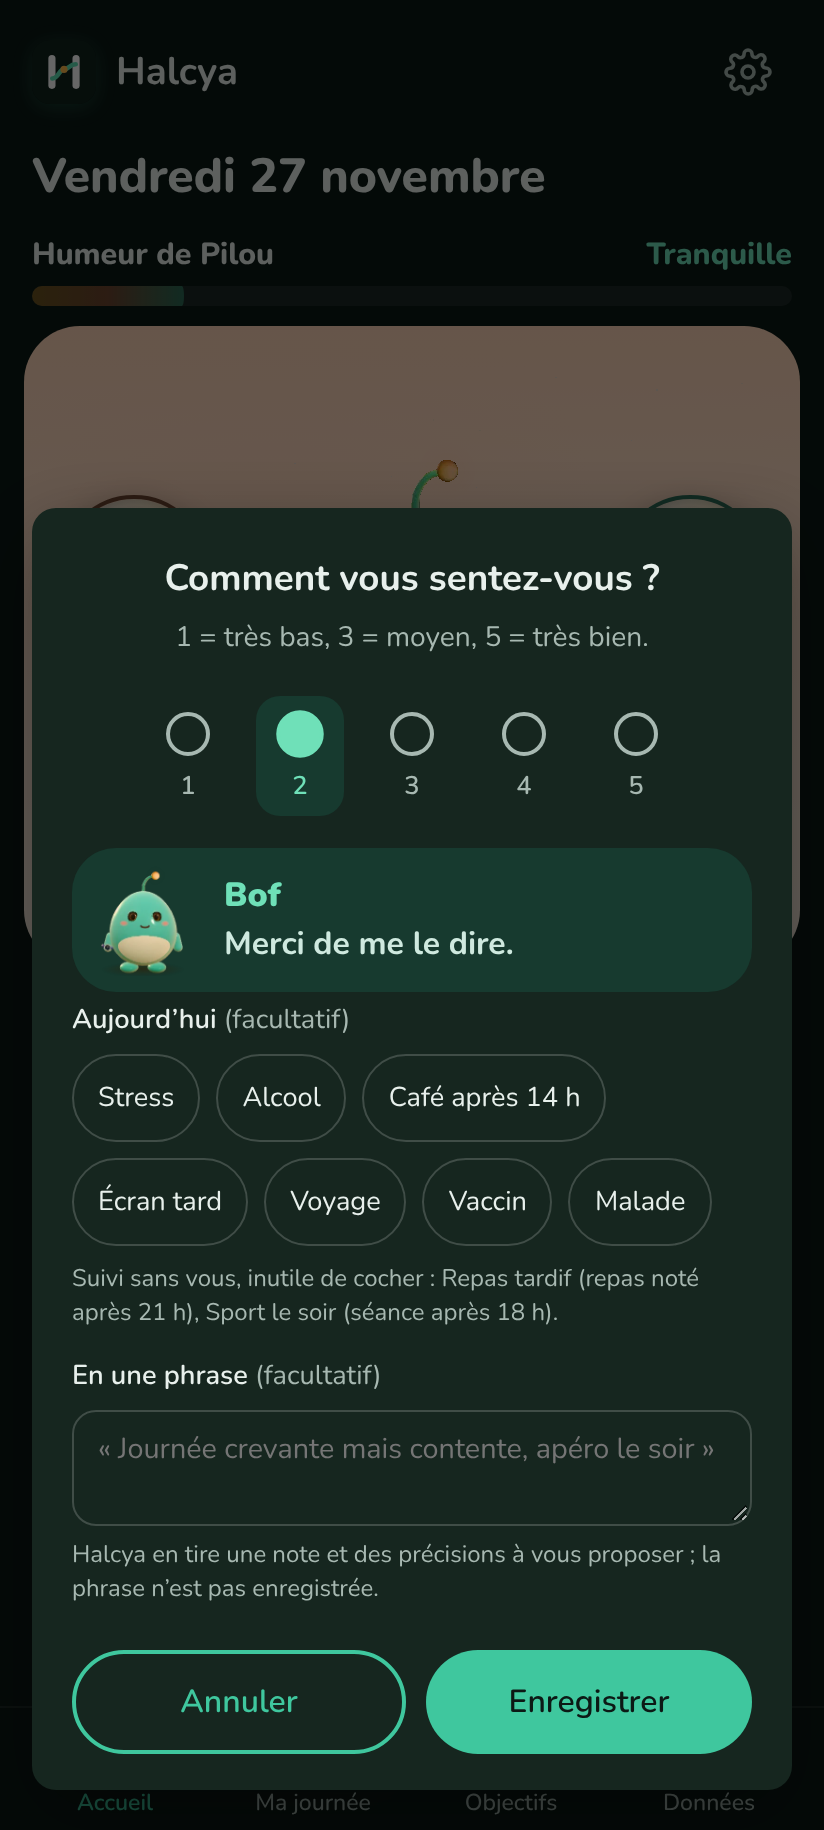 Halcya
Vendredi 27 novembre
Humeur de Pilou
Tranquille
Comment vous sentez-vous ?
1 = très bas, 3 = moyen, 5 = très bien.
1 2 3 4 5
Bof
Merci de me le dire.
Aujourd’hui (facultatif)
Stress Alcool Café après 14 h
Écran tard Voyage Vaccin Malade
Suivi sans vous, inutile de cocher : Repas tardif (repas noté
après 21 h), Sport le soir (séance après 18 h).
En une phrase (facultatif)
« Journée crevante mais contente, apéro le soir »
Halcya en tire une note et des précisions à vous proposer ; la
phrase n’est pas enregistrée.
Annuler Enregistrer
Accueil Ma journée Objectifs Données